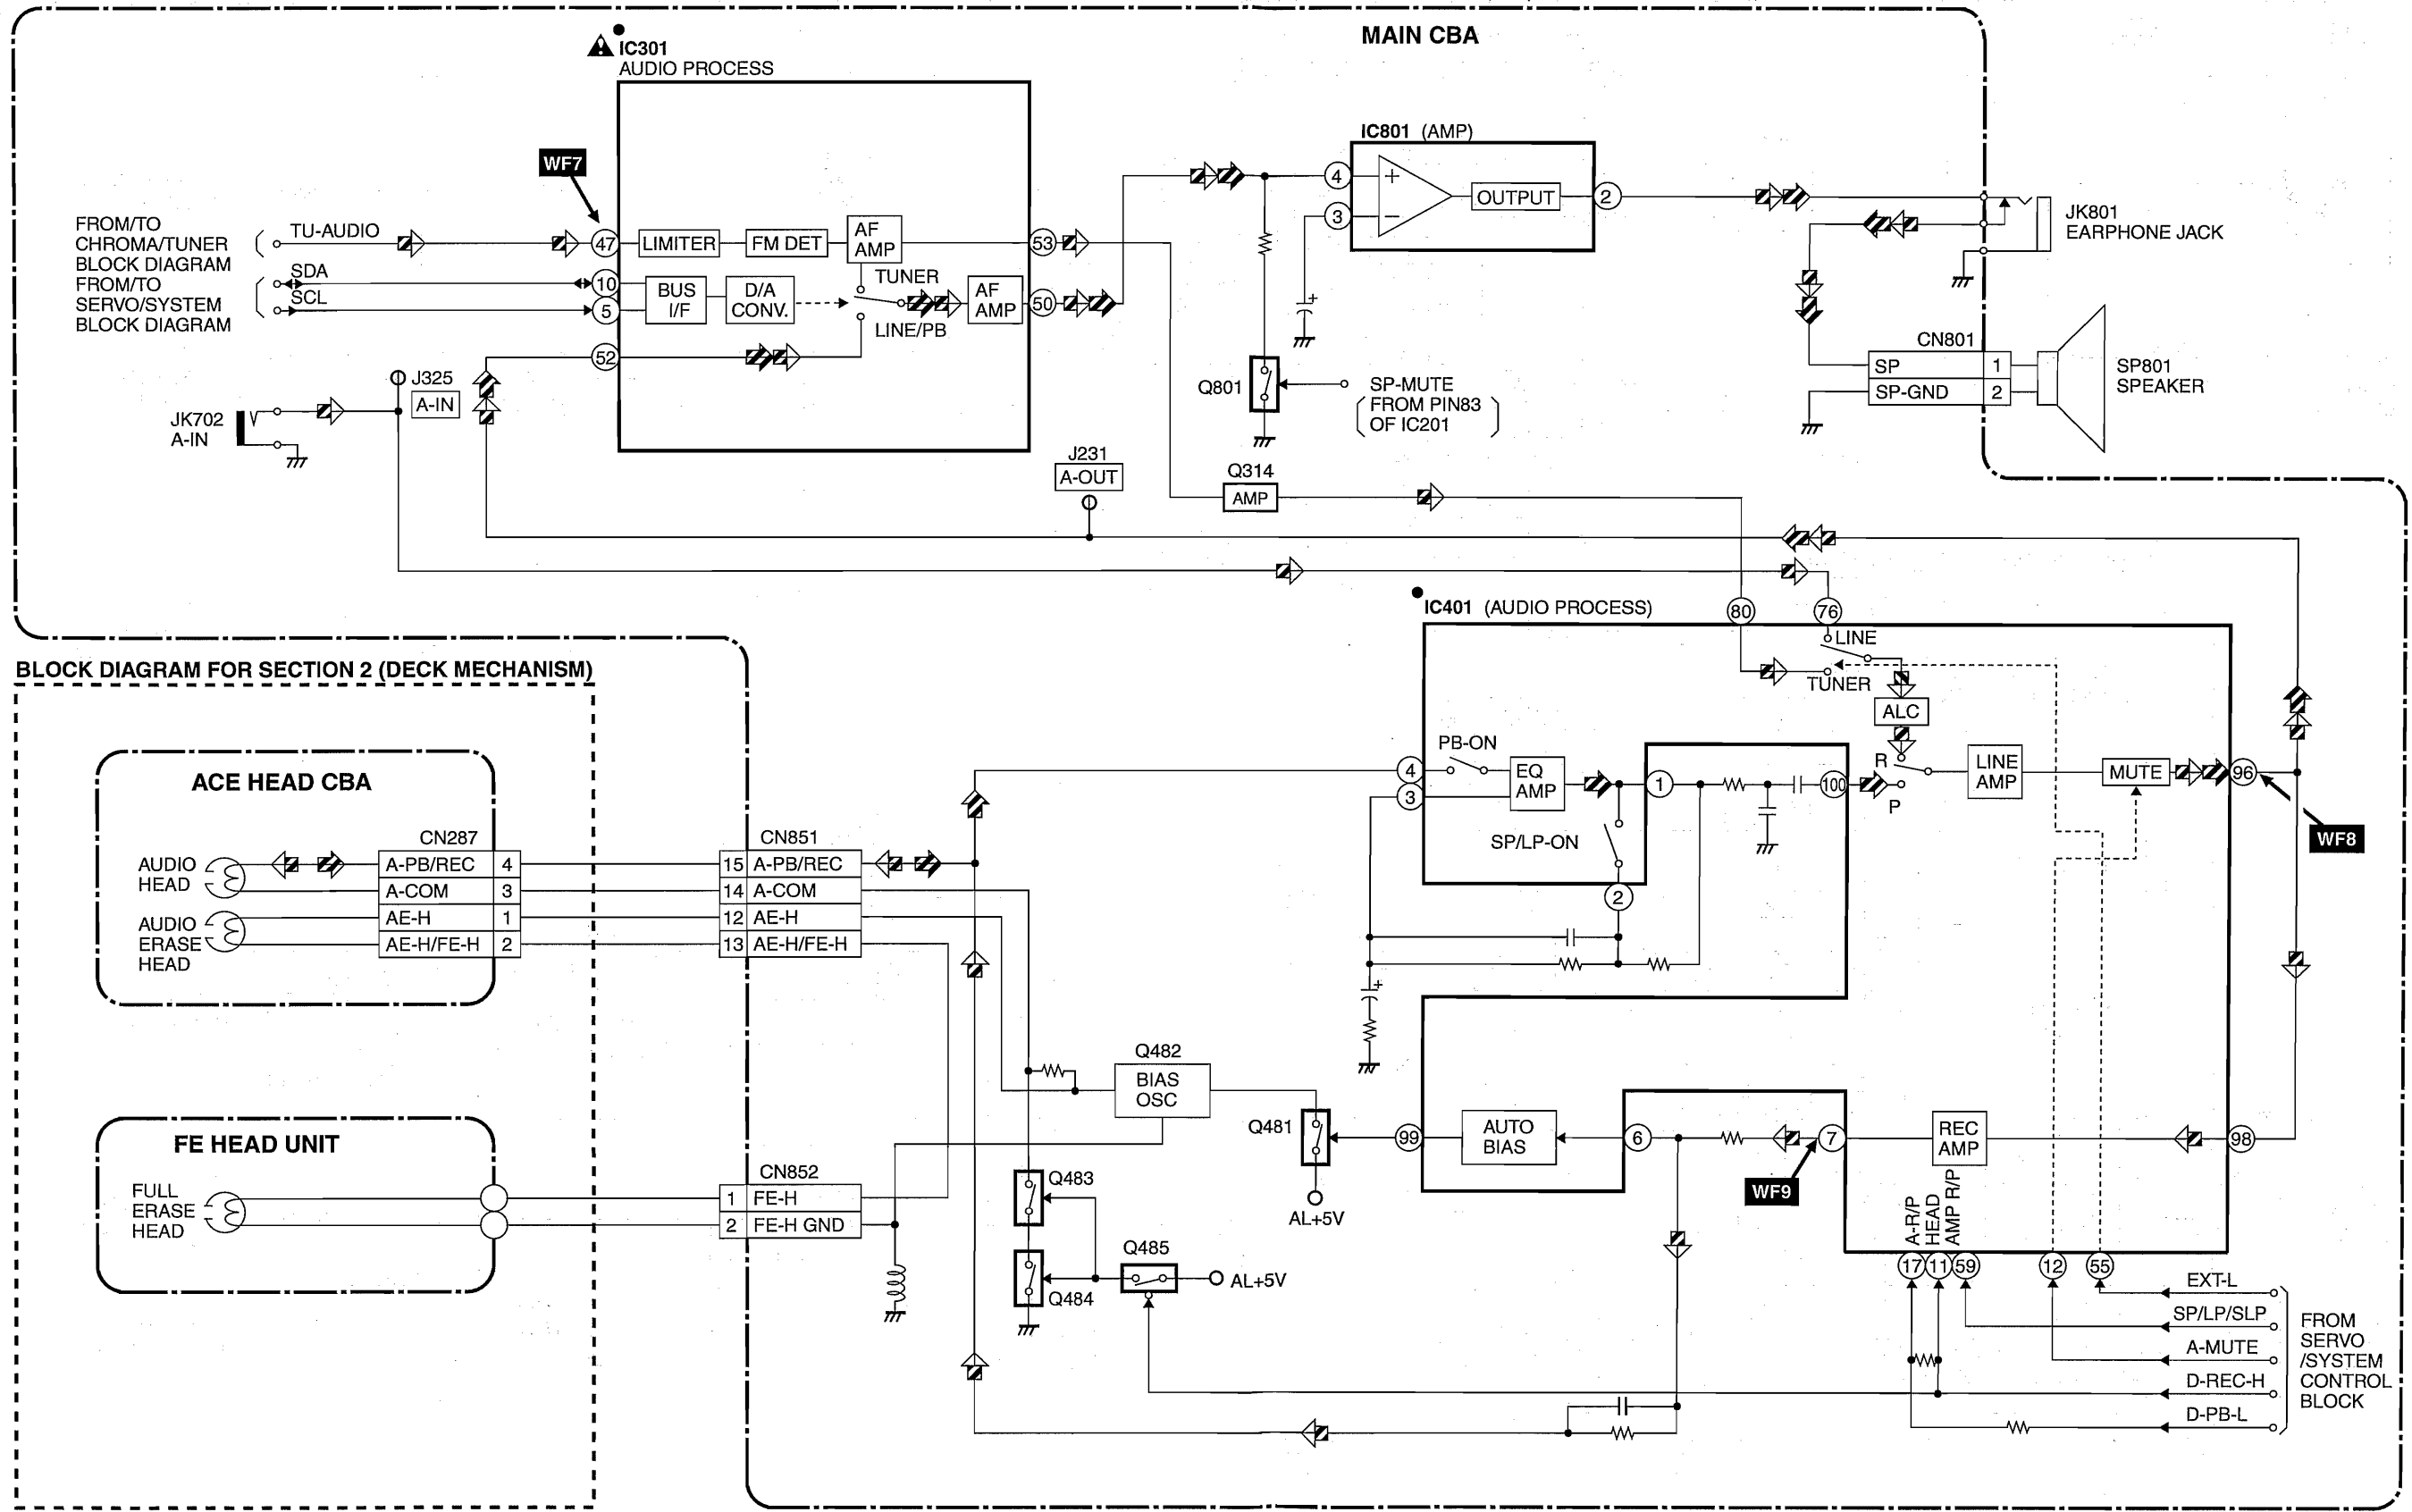 MAIN CBA
IC301
AUDIO PROCESS
WF7
FROM/TO
CHROMA/TUNER
BLOCK DIAGRAM
FROM/TO
SERVO/SYSTEM
BLOCK DIAGRAM
TU-AUDIO
SDA
SCL
47
10
5
52
LIMITER
FM DET
AF
AMP
BUS
I/F
D/A
CONV.
TUNER
LINE/PB
AF
AMP
53
50
IC801 (AMP)
4
3
+
−
OUTPUT
2
+
JK801
EARPHONE JACK
CN801
SP 1
SP-GND 2
SP801
SPEAKER
Q801
SP-MUTE
FROM PIN83
OF IC201
J325
A-IN
JK702
A-IN
J231
A-OUT
Q314
AMP
IC401 (AUDIO PROCESS)
80
76
LINE
TUNER
ALC
R
P
LINE
AMP
MUTE
96
WF8
4
3
PB-ON
EQ
AMP
1
100
SP/LP-ON
2
+
BLOCK DIAGRAM FOR SECTION 2 (DECK MECHANISM)
ACE HEAD CBA
AUDIO
HEAD
AUDIO
ERASE
HEAD
CN287
A-PB/REC 4
A-COM 3
AE-H 1
AE-H/FE-H 2
CN851
15 A-PB/REC
14 A-COM
12 AE-H
13 AE-H/FE-H
FE HEAD UNIT
FULL
ERASE
HEAD
CN852
1 FE-H
2 FE-H GND
Q482
BIAS
OSC
Q481
AL+5V
Q483
Q484
Q485
AL+5V
99
AUTO
BIAS
6
7
WF9
REC
AMP
98
A-R/P
HEAD
AMP R/P
17
11
59
12
55
EXT-L
SP/LP/SLP
A-MUTE
D-REC-H
D-PB-L
FROM
SERVO
/SYSTEM
CONTROL
BLOCK